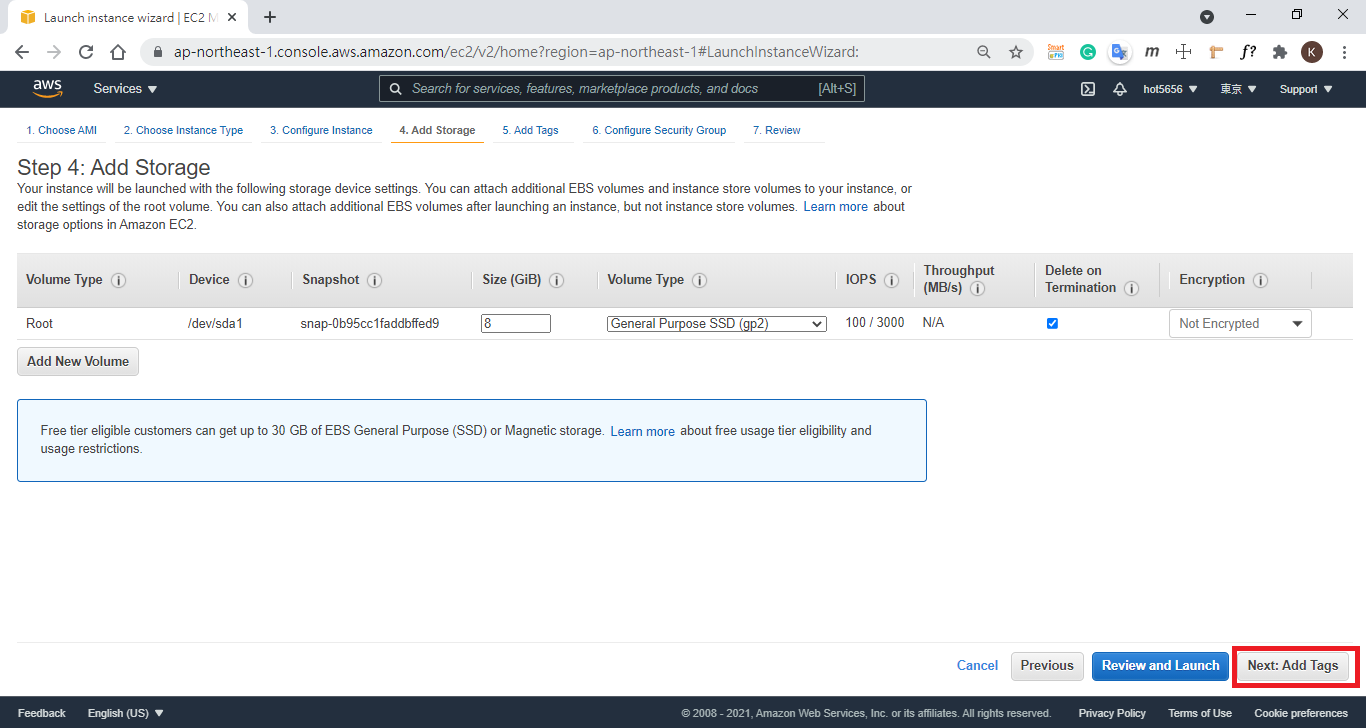 Launch instance wizard | EC2 M
ap-northeast-1.console.aws.amazon.com/ec2/v2/home?region=ap-northeast-1#LaunchInstanceWizard:
K
aws
Services
Search for services, features, marketplace products, and docs [Alt+S]
hot5656
東京
Support
1. Choose AMI 2. Choose Instance Type 3. Configure Instance 4. Add Storage 5. Add Tags 6. Configure Security Group 7. Review
Step 4: Add Storage
Your instance will be launched with the following storage device settings. You can attach additional EBS volumes and instance store volumes to your instance, or
edit the settings of the root volume. You can also attach additional EBS volumes after launching an instance, but not instance store volumes. Learn more about
storage options in Amazon EC2.
Volume Type Device Snapshot Size (GiB) Volume Type IOPS Throughput (MB/s) Delete on Termination Encryption
Root /dev/sda1 snap-0b95cc1faddbffed9 8 General Purpose SSD (gp2) 100 / 3000 N/A Not Encrypted
Add New Volume
Free tier eligible customers can get up to 30 GB of EBS General Purpose (SSD) or Magnetic storage. Learn more about free usage tier eligibility and
usage restrictions.
Cancel Previous Review and Launch Next: Add Tags
Feedback English (US) © 2008 - 2021, Amazon Web Services, Inc. or its affiliates. All rights reserved. Privacy Policy Terms of Use Cookie preferences